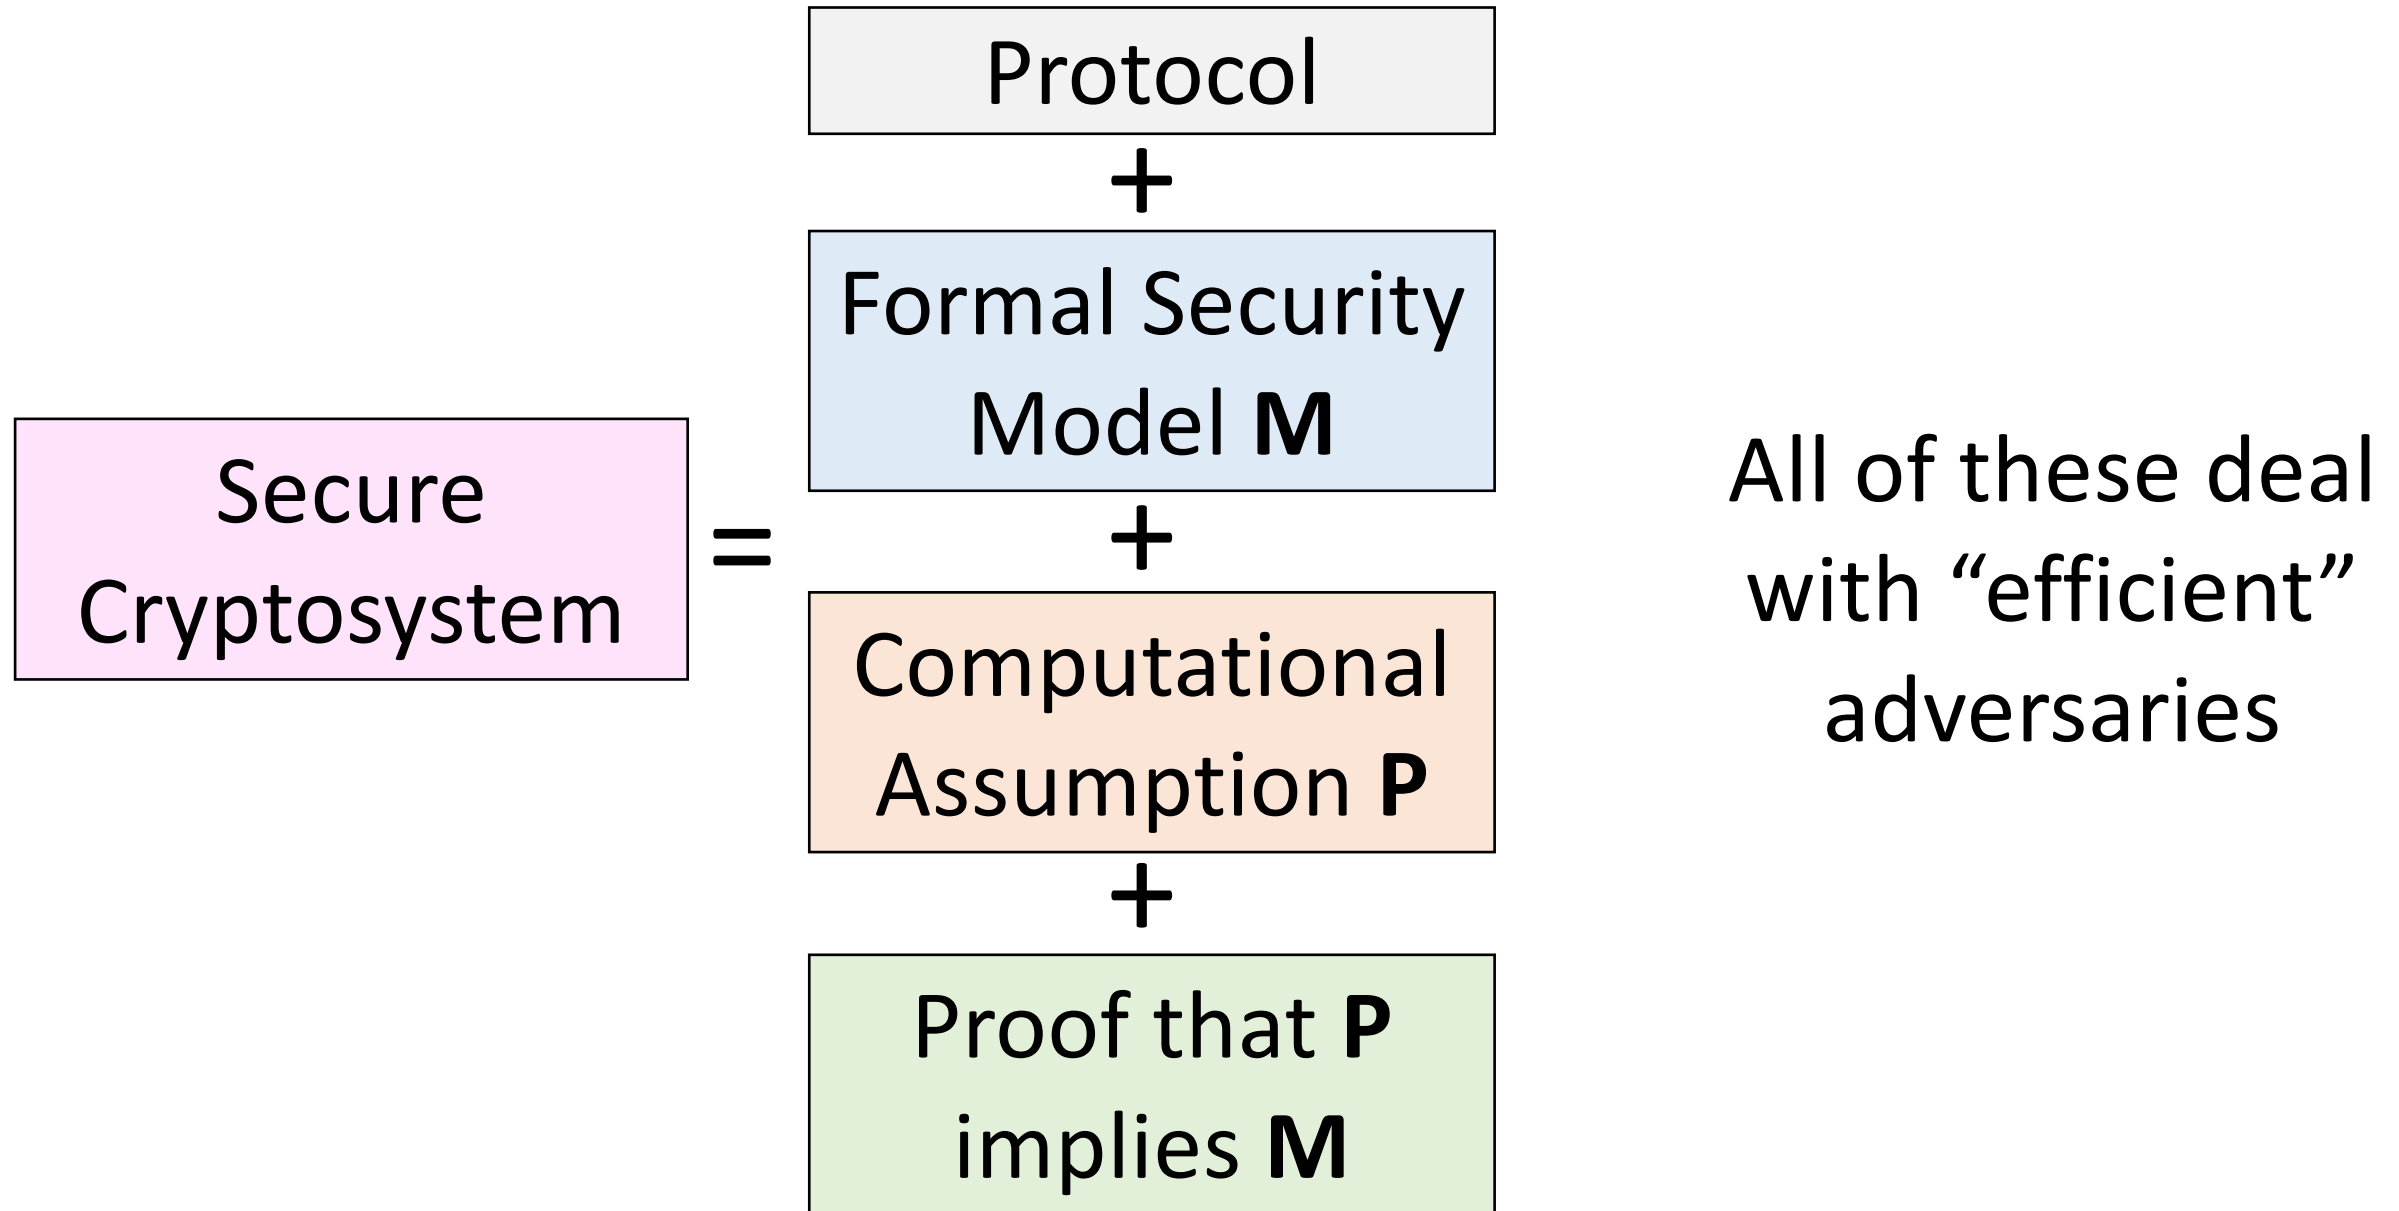 Secure
Cryptosystem
=
Protocol
+
Formal Security
Model M
+
Computational
Assumption P
+
Proof that P
implies M
All of these deal
with “efficient”
adversaries